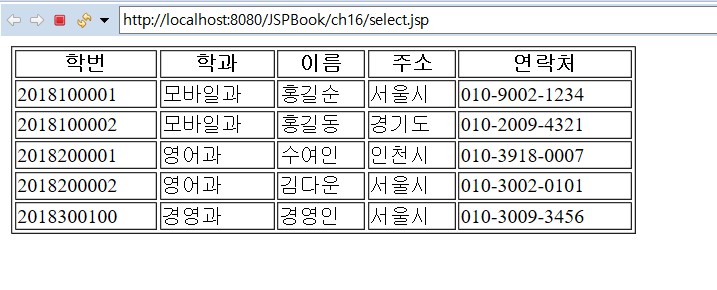 http://localhost:8080/JSPBook/ch16/select.jsp
학번 학과 이름 주소 연락처
2018100001 모바일과 홍길순 서울시 010-9002-1234
2018100002 모바일과 홍길동 경기도 010-2009-4321
2018200001 영어과 수여인 인천시 010-3918-0007
2018200002 영어과 김다운 서울시 010-3002-0101
2018300100 경영과 경영인 서울시 010-3009-3456